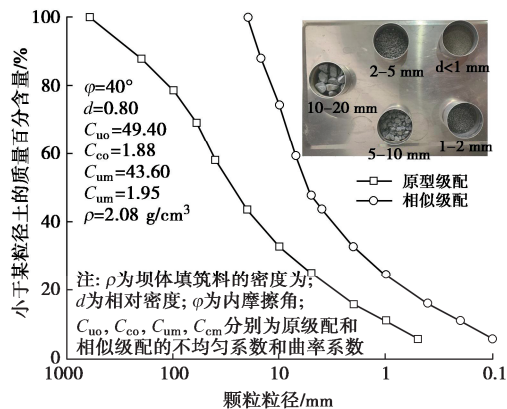 小于某粒径土的质量百分含量/%
100
80
60
40
20
0
φ=40°
d=0.80
Cuo=49.40
Cco=1.88
Cum=43.60
Cum=1.95
ρ=2.08 g/cm³
2–5 mm
d<1 mm
10–20 mm
5–10 mm
1–2 mm
原型级配
相似级配
注: ρ为坝体填筑料的密度为;
d为相对密度; φ为内摩擦角;
Cuo, Cco, Cum, Ccm分别为原级配和
相似级配的不均匀系数和曲率系数
1000
100
10
1
0.1
颗粒粒径/mm